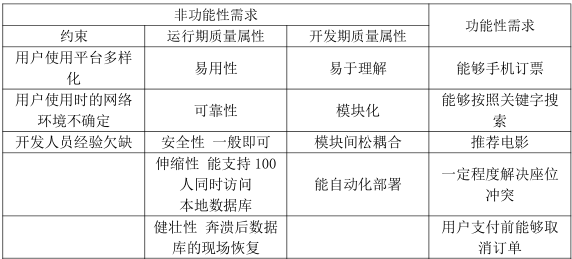 非功能性需求
功能性需求
约束
运行期质量属性
开发期质量属性
用户使用平台多样
化
易用性
易于理解
能够手机订票
用户使用时的网络
环境不确定
可靠性
模块化
能够按照关键字搜
索
开发人员经验欠缺
安全性 一般即可
模块间松耦合
推荐电影
伸缩性 能支持 100
人同时访问
本地数据库
能自动化部署
一定程度解决座位
冲突
健壮性 奔溃后数据
库的现场恢复
用户支付前能够取
消订单